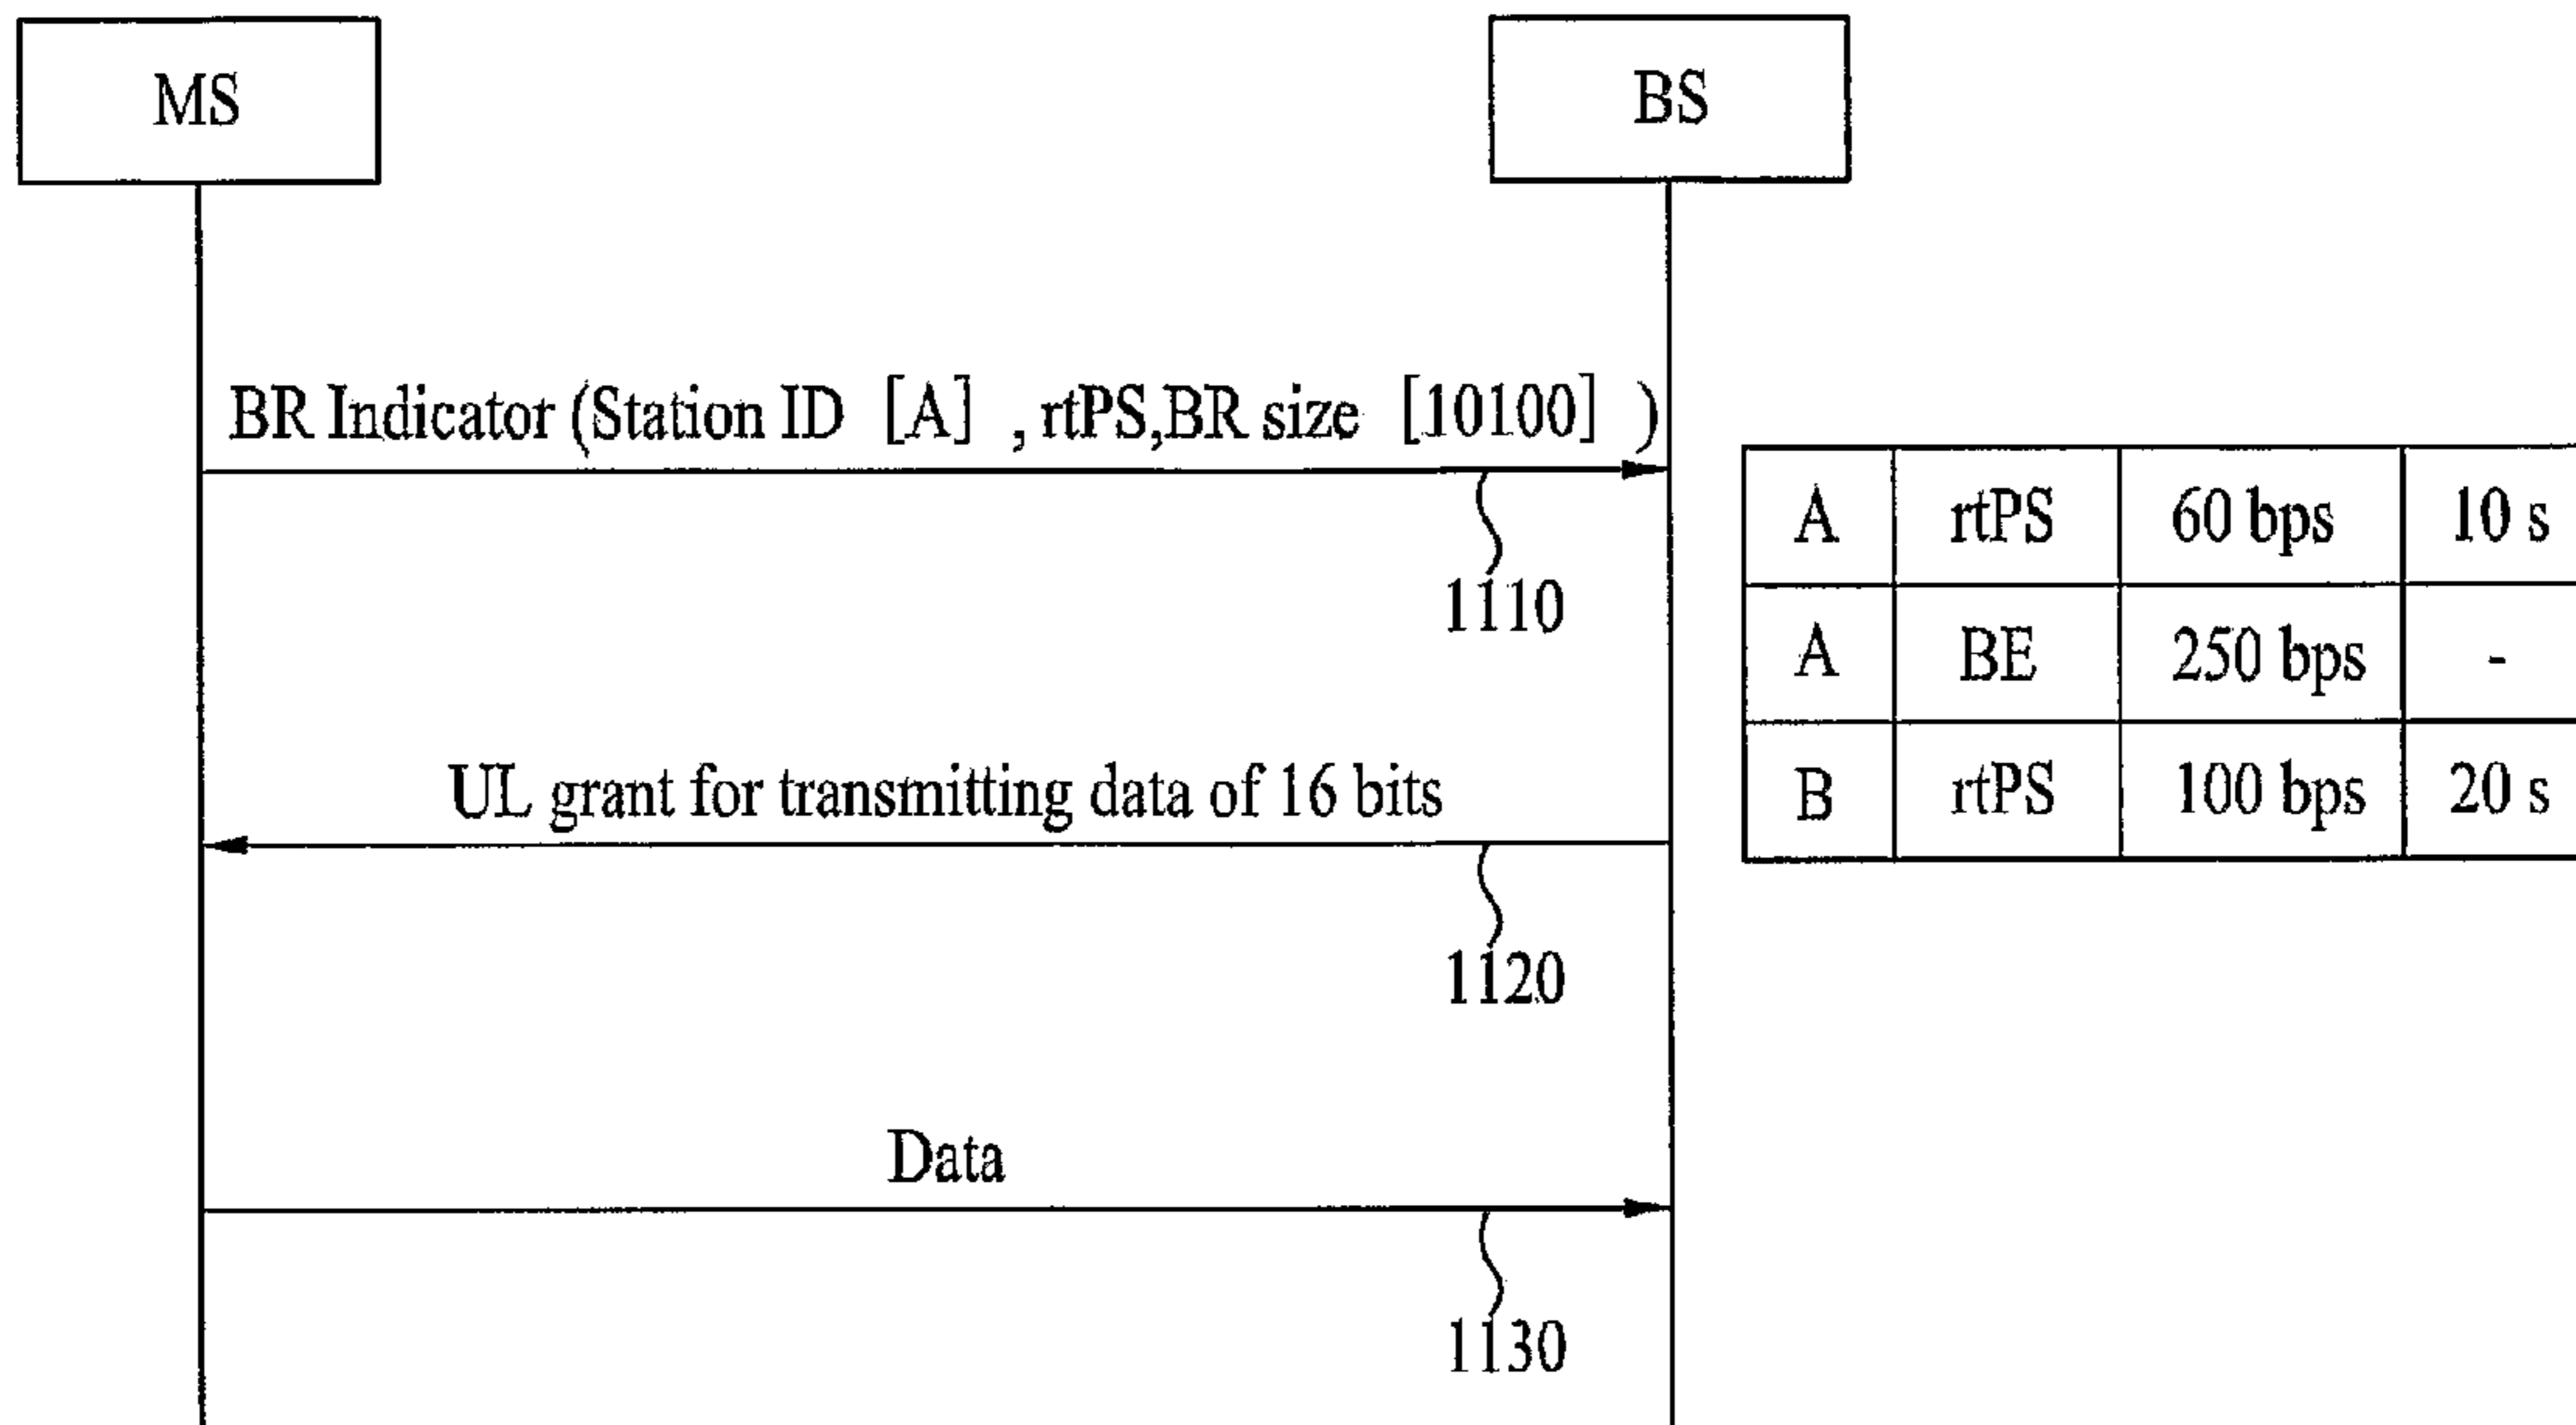 MS
BS
BR Indicator (Station ID [A] , rtPS,BR size [10100] )
1110
A rtPS 60 bps 10 s
A BE 250 bps -
B rtPS 100 bps 20 s
UL grant for transmitting data of 16 bits
1120
Data
1130